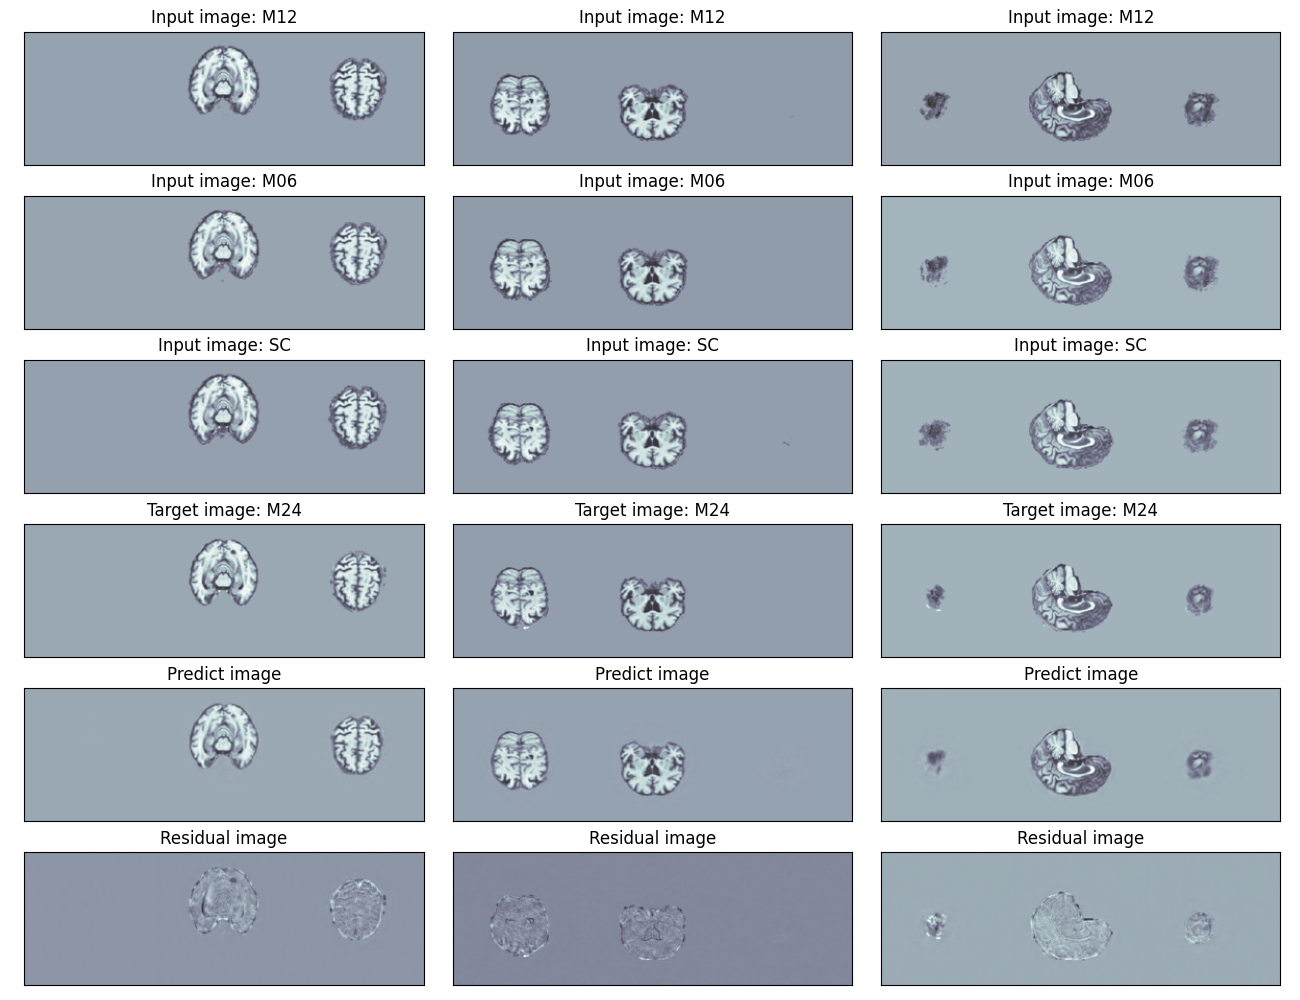 Input image: M12 Input image: M12 Input image: M12
Input image: M06 Input image: M06 Input image: M06
Input image: SC Input image: SC Input image: SC
Target image: M24 Target image: M24 Target image: M24
Predict image Predict image Predict image
Residual image Residual image Residual image